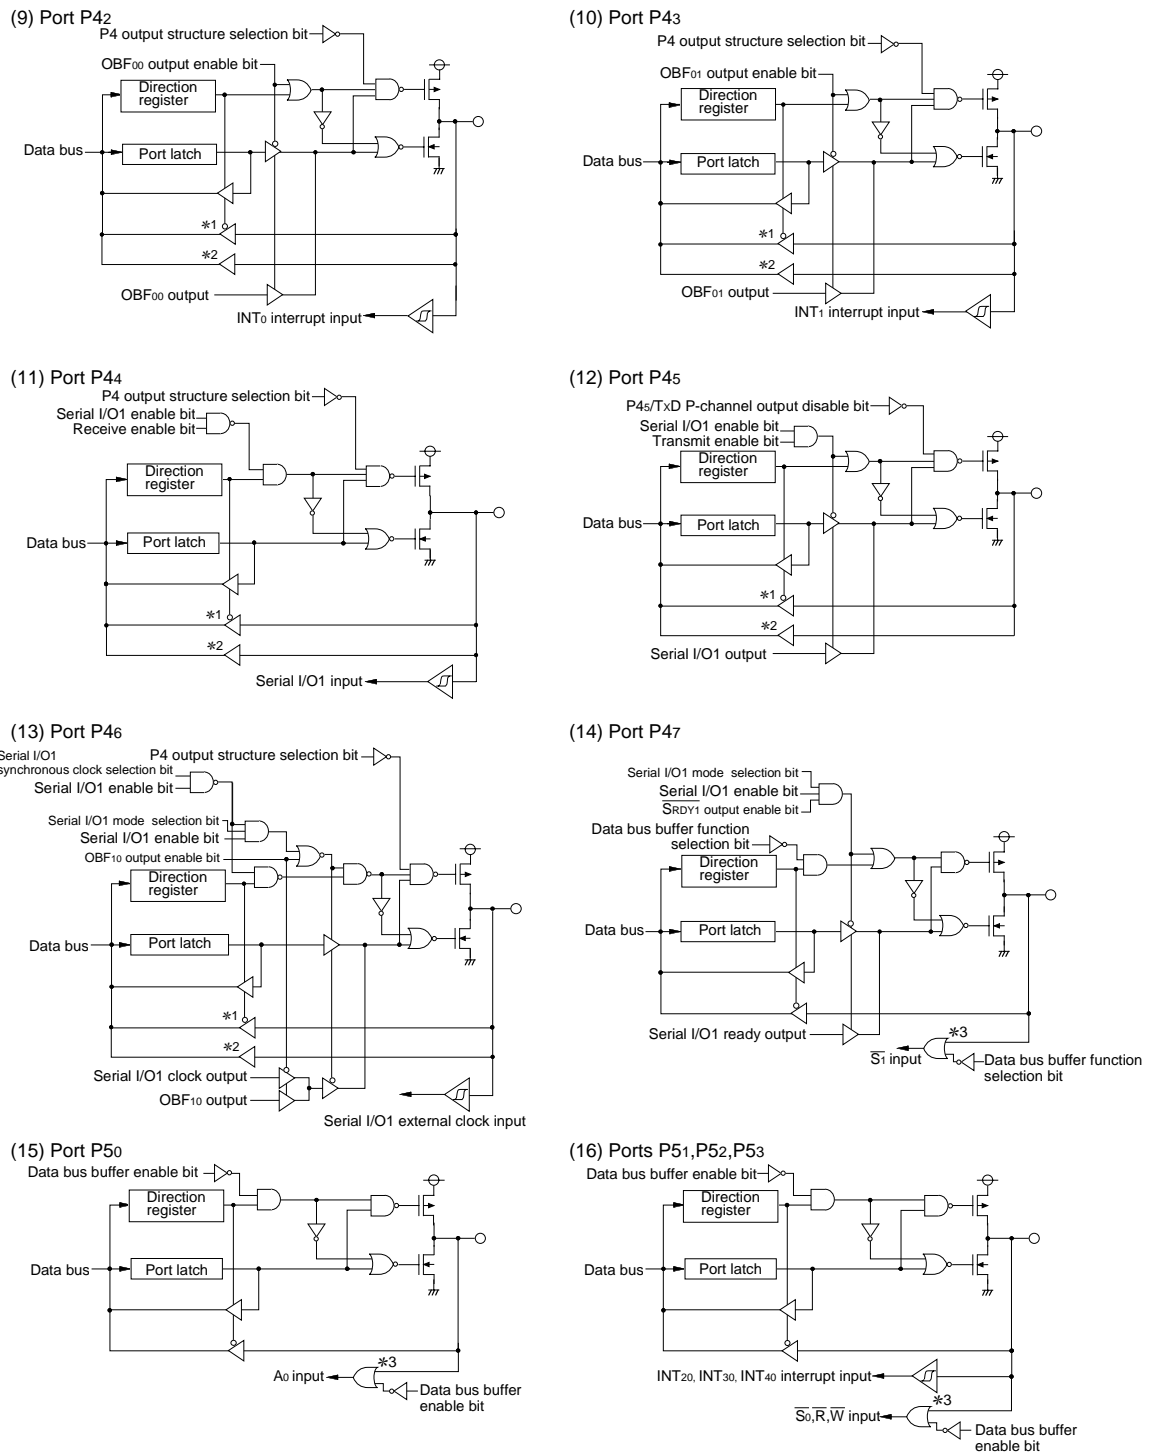 (9) Port P42
P4 output structure selection bit
OBF00 output enable bit
Direction
register
Data bus
Port latch
*1
*2
OBF00 output
INT0 interrupt input
(10) Port P43
P4 output structure selection bit
OBF01 output enable bit
Direction
register
Data bus
Port latch
*1
*2
OBF01 output
INT1 interrupt input
(11) Port P44
P4 output structure selection bit
Serial I/O1 enable bit
Receive enable bit
Direction
register
Data bus
Port latch
*1
*2
Serial I/O1 input
(12) Port P45
P45/TXD P-channel output disable bit
Serial I/O1 enable bit
Transmit enable bit
Direction
register
Data bus
Port latch
*1
*2
Serial I/O1 output
(13) Port P46
Serial I/O1
synchronous clock selection bit
P4 output structure selection bit
Serial I/O1 enable bit
Serial I/O1 mode selection bit
Serial I/O1 enable bit
OBF10 output enable bit
Direction
register
Data bus
Port latch
*1
*2
Serial I/O1 clock output
OBF10 output
Serial I/O1 external clock input
(14) Port P47
Serial I/O1 mode selection bit
Serial I/O1 enable bit
SRDY1 output enable bit
Data bus buffer function
selection bit
Direction
register
Data bus
Port latch
Serial I/O1 ready output
*3
S1 input
Data bus buffer function
selection bit
(15) Port P50
Data bus buffer enable bit
Direction
register
Data bus
Port latch
*3
A0 input
Data bus buffer
enable bit
(16) Ports P51,P52,P53
Data bus buffer enable bit
Direction
register
Data bus
Port latch
INT20, INT30, INT40 interrupt input
*3
S0,R,W input
Data bus buffer
enable bit